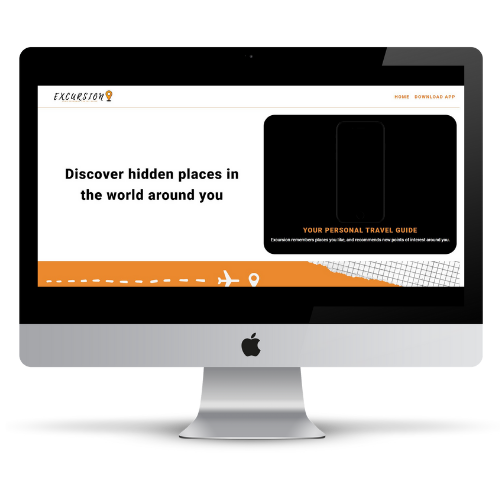 EXCURSION
HOME DOWNLOAD APP
Discover hidden places in
the world around you
YOUR PERSONAL TRAVEL GUIDE
Excursion remembers places you like, and recommends new points of interest around you.